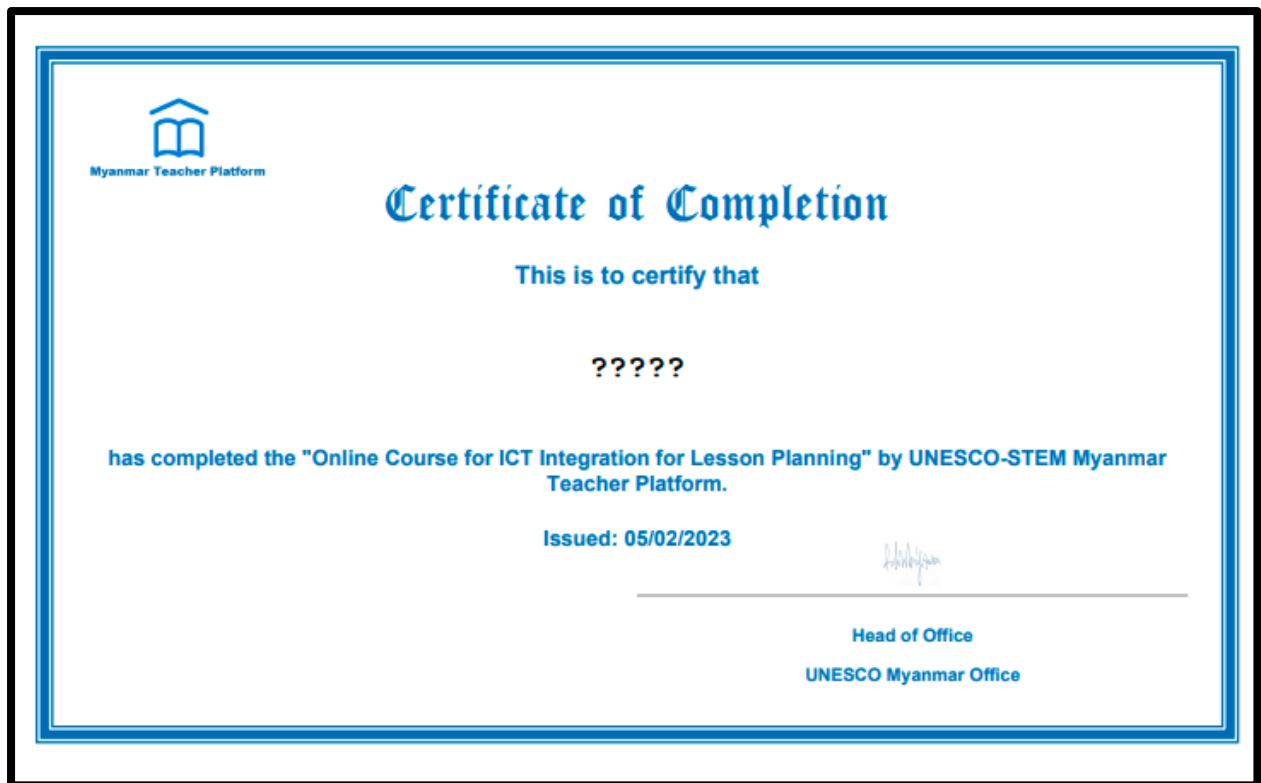 Myanmar Teacher Platform
Certificate of Completion
This is to certify that
?????
has completed the "Online Course for ICT Integration for Lesson Planning" by UNESCO-STEM Myanmar
Teacher Platform.
Issued: 05/02/2023
Head of Office
UNESCO Myanmar Office